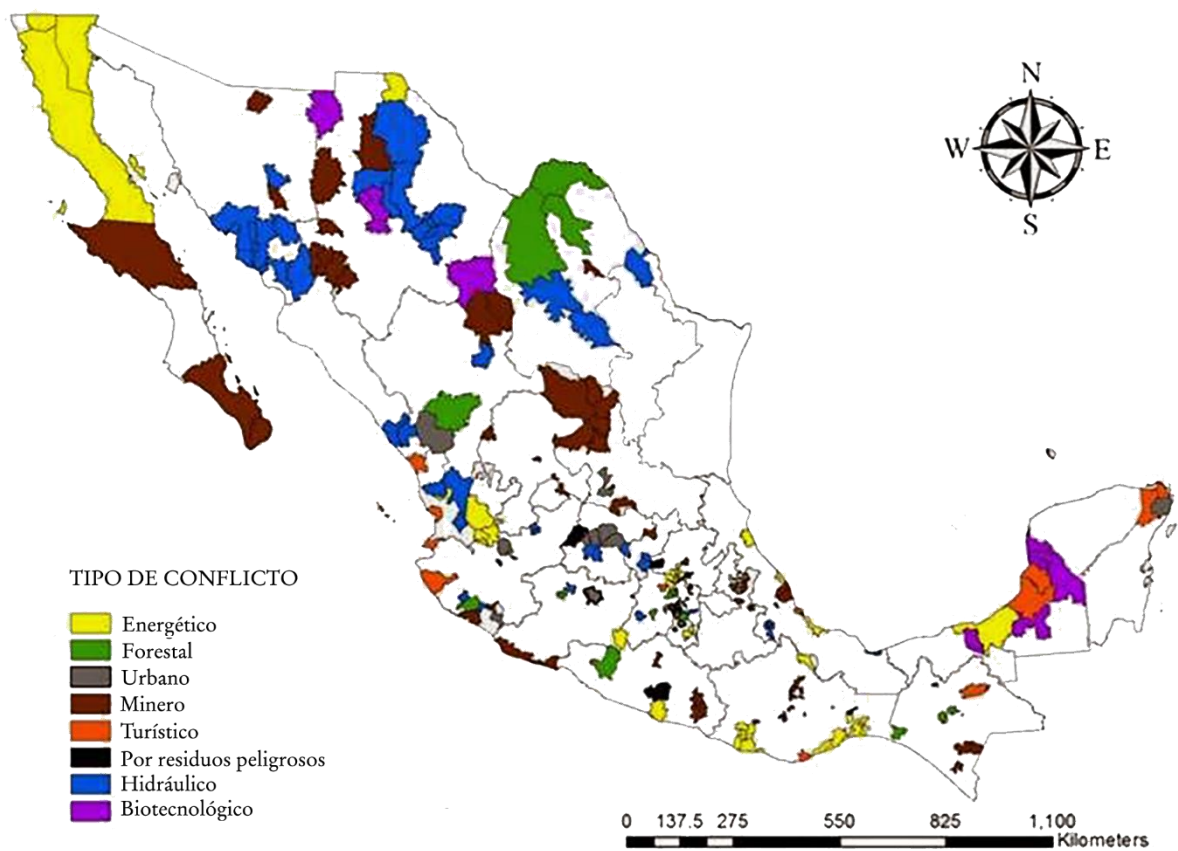 N
W E
S
TIPO DE CONFLICTO
Energético
Forestal
Urbano
Minero
Turístico
Por residuos peligrosos
Hidráulico
Biotecnológico
0 137.5 275 550 825 1,100
Kilometers